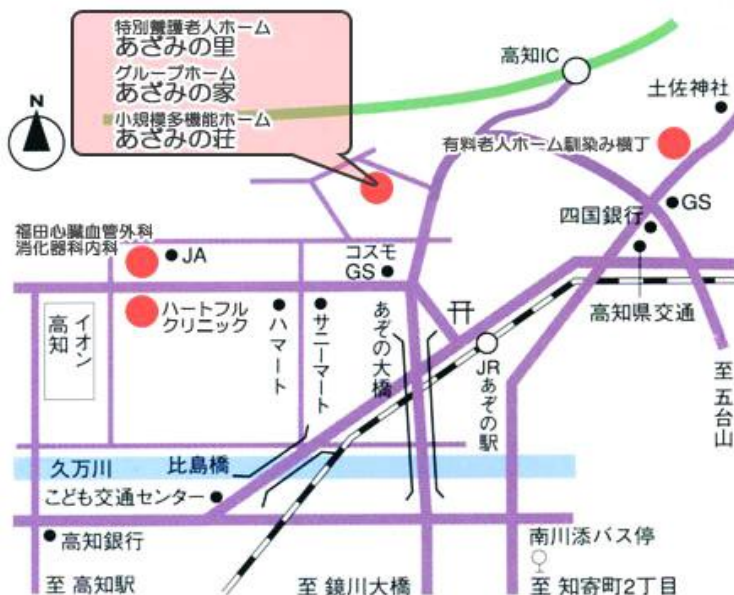 特別養護老人ホーム
あざみの里
グループホーム
あざみの家
小規模多機能ホーム
あざみの荘
高知IC
土佐神社
N
有料老人ホーム馴染み横丁
GS
四国銀行
福田心臓血管外科
消化器科内科
JA
コスモ
GS
高知県交通
ハートフル
クリニック
イオン
高知
ハマート
サニーマート
あぞの大橋
JRあぞの駅
至 五台山
久万川
比島橋
こども交通センター
高知銀行
南川添バス停
至 高知駅
至 鏡川大橋
至 知寄町2丁目